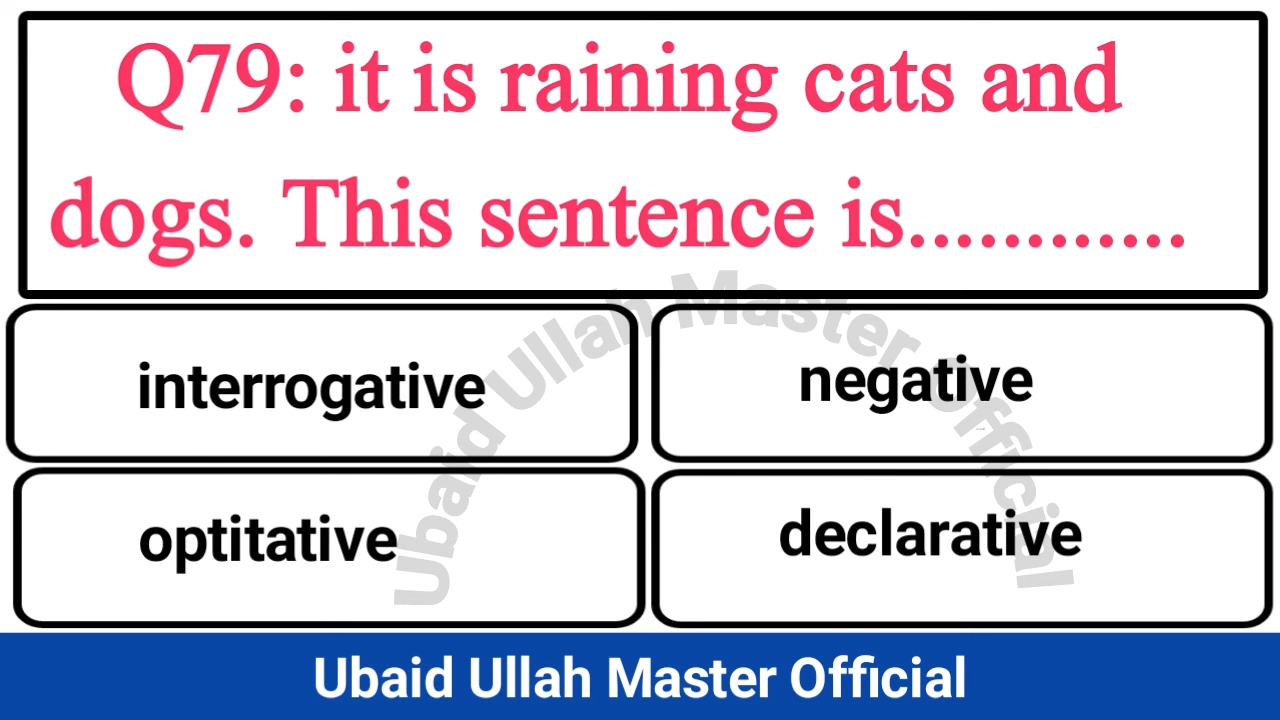 Q79: it is raining cats and
dogs. This sentence is............
interrogative
negative
optitative
declarative
Ubaid Ullah Master Official
Ubaid Ullah Master Official